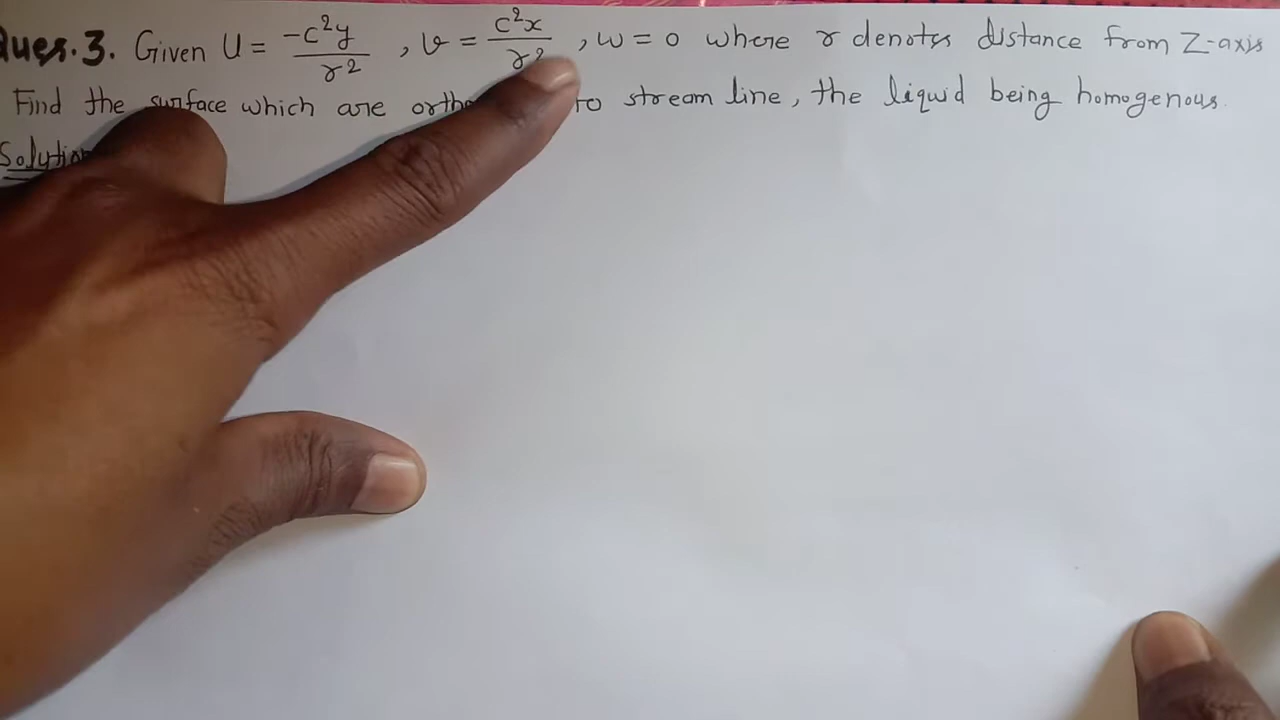 Ques.3. Given U = -c²y/r² , v = c²x/r² , w = 0 where r denotes distance from Z-axis
Find the surface which are to stream line, the liquid being homogenous.
Solution